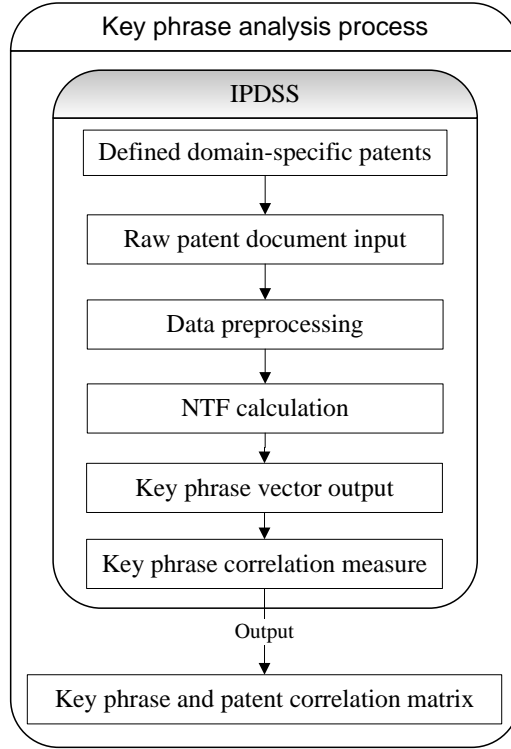 Key phrase analysis process
IPDSS
Defined domain-specific patents
Raw patent document input
Data preprocessing
NTF calculation
Key phrase vector output
Key phrase correlation measure
Output
Key phrase and patent correlation matrix